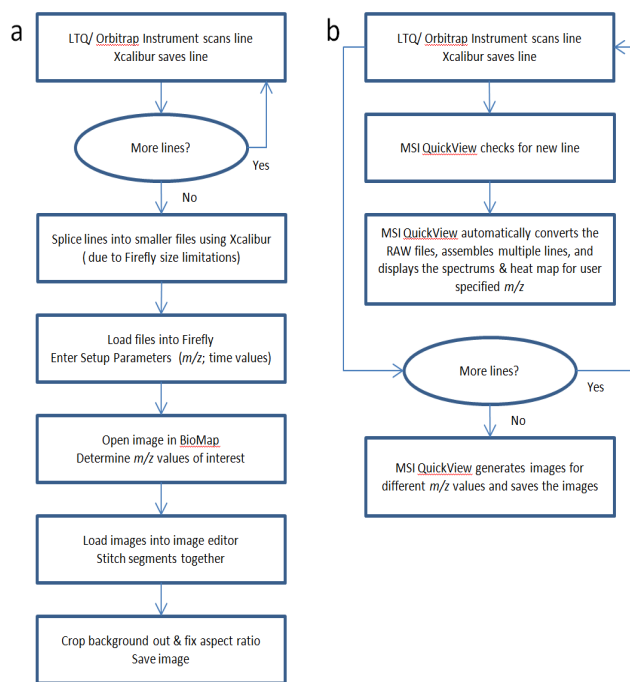 a
LTQ/ Orbitrap Instrument scans line
Xcalibur saves line
More lines?
Yes
No
Splice lines into smaller files using Xcalibur
( due to Firefly size limitations)
Load files into Firefly
Enter Setup Parameters (m/z; time values)
Open image in BioMap
Determine m/z values of interest
Load images into image editor
Stitch segments together
Crop background out & fix aspect ratio
Save image
b
LTQ/ Orbitrap Instrument scans line
Xcalibur saves line
MSI QuickView checks for new line
MSI QuickView automatically converts the
RAW files, assembles multiple lines, and
displays the spectrums & heat map for user
specified m/z
More lines?
Yes
No
MSI QuickView generates images for
different m/z values and saves the images